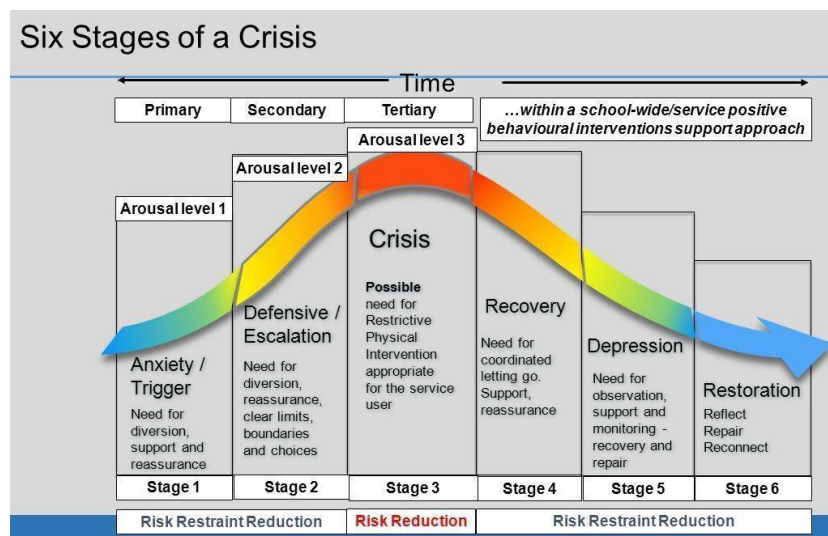 Six Stages of a Crisis
Time
Primary
Secondary
Tertiary
...within a school-wide/service positive
behavioural interventions support approach
Arousal level 1
Arousal level 2
Arousal level 3
Anxiety /
Trigger
Need for
diversion,
support and
reassurance
Defensive /
Escalation
Need for
diversion,
reassurance,
clear limits,
boundaries
and choices
Crisis
Possible
need for
Restrictive
Physical
Intervention
appropriate
for the service
user
Recovery
Need for
coordinated
letting go.
Support,
reassurance
Depression
Need for
observation,
support and
monitoring -
recovery and
repair
Restoration
Reflect
Repair
Reconnect
Stage 1
Stage 2
Stage 3
Stage 4
Stage 5
Stage 6
Risk Restraint Reduction
Risk Reduction
Risk Restraint Reduction